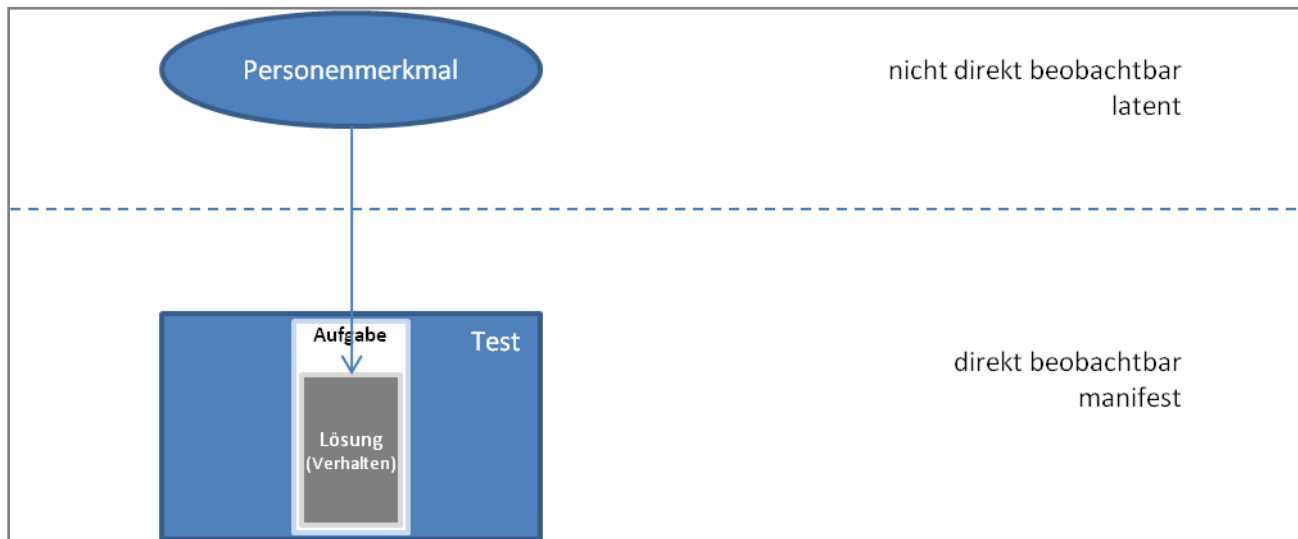 Personenmerkmal
nicht direkt beobachtbar
latent
Aufgabe
Test
direkt beobachtbar
manifest
Lösung
(Verhalten)